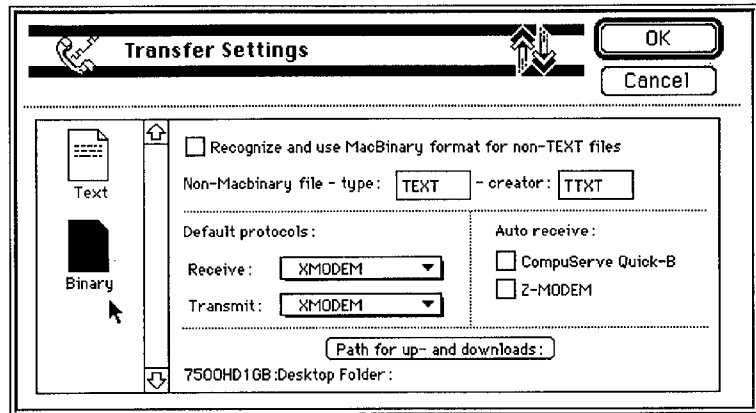 Transfer Settings
OK
Cancel
Text
Binary
Recognize and use MacBinary format for non-TEXT files
Non-Macbinary file - type: TEXT - creator: TTXT
Default protocols:
Receive: XMODEM
Transmit: XMODEM
Auto receive:
CompuServe Quick-B
Z-MODEM
Path for up- and downloads:
7500HD1GB:Desktop Folder: